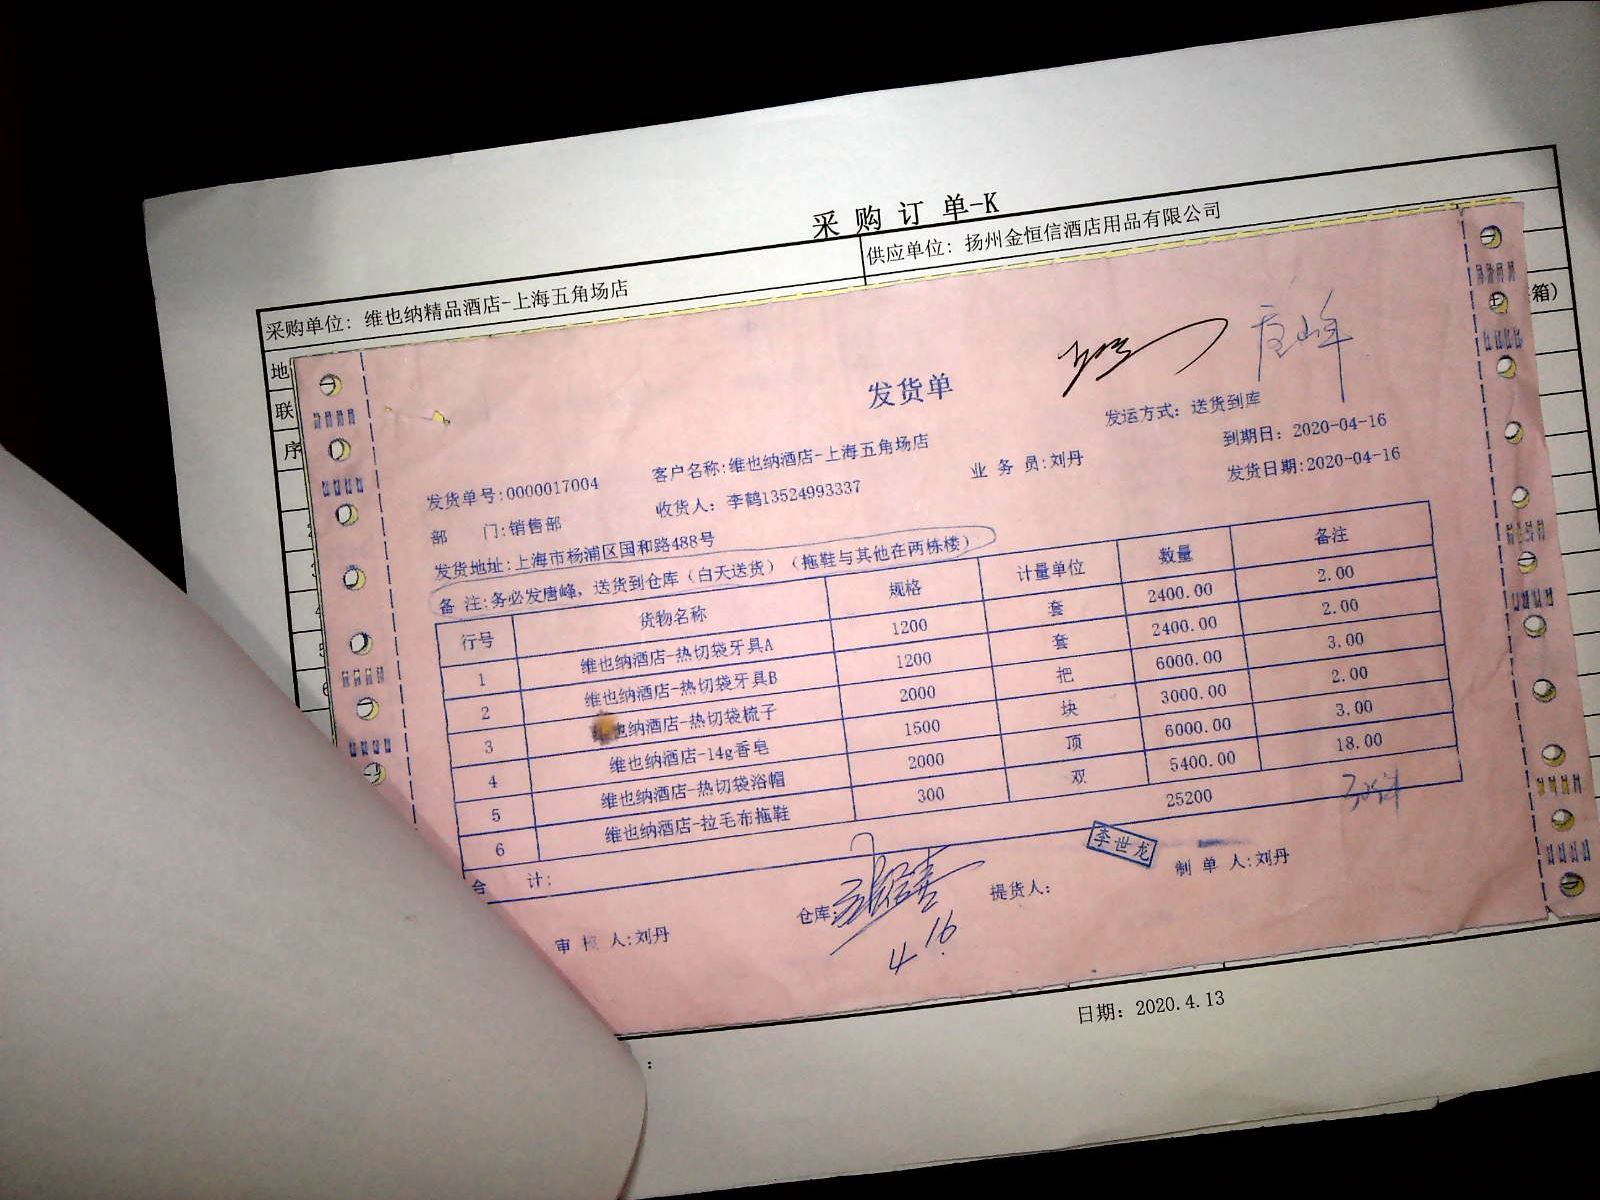 采购订单-K
采购单位：维也纳精品酒店-上海五角场店 供应单位：扬州金恒信酒店用品有限公司
地
联
序
箱）
唐峰
发货单
发运方式：送货到库
发货单号:0000017004 客户名称:维也纳酒店-上海五角场店 到期日：2020-04-16
部 门:销售部 收货人：李鹤13524993337 业 务 员:刘丹 发货日期:2020-04-16
发货地址:上海市杨浦区国和路488号
备 注:务必发唐峰，送货到仓库（白天送货）（拖鞋与其他在两栋楼）
行号 货物名称 规格 计量单位 数量 备注
1 维也纳酒店-热切袋牙具A 1200 套 2400.00 2.00
2 维也纳酒店-热切袋牙具B 1200 套 2400.00 2.00
3 维也纳酒店-热切袋梳子 2000 把 6000.00 3.00
4 维也纳酒店-14g香皂 1500 块 3000.00 2.00
5 维也纳酒店-热切袋浴帽 2000 顶 6000.00 3.00
6 维也纳酒店-拉毛布拖鞋 300 双 5400.00 18.00
合 计： 25200 30件
李世龙
审 核 人:刘丹 仓库: 提货人： 制 单 人:刘丹
4.16
日期：2020.4.13